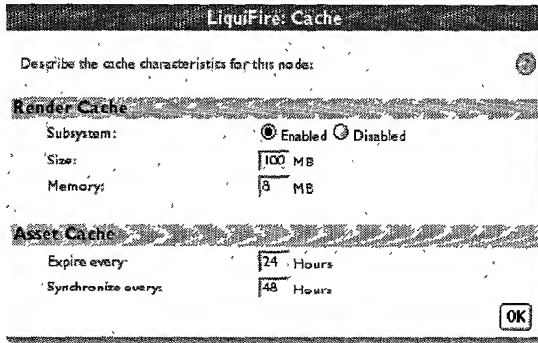 LiquiFire: Cache
Describe the cache characteristics for this node:
Render Cache
Subsystem: Enabled Disabled
Size: 100 MB
Memory: 8 MB
Asset Cache
Expire every: 24 Hours
Synchronize every: 48 Hours
OK